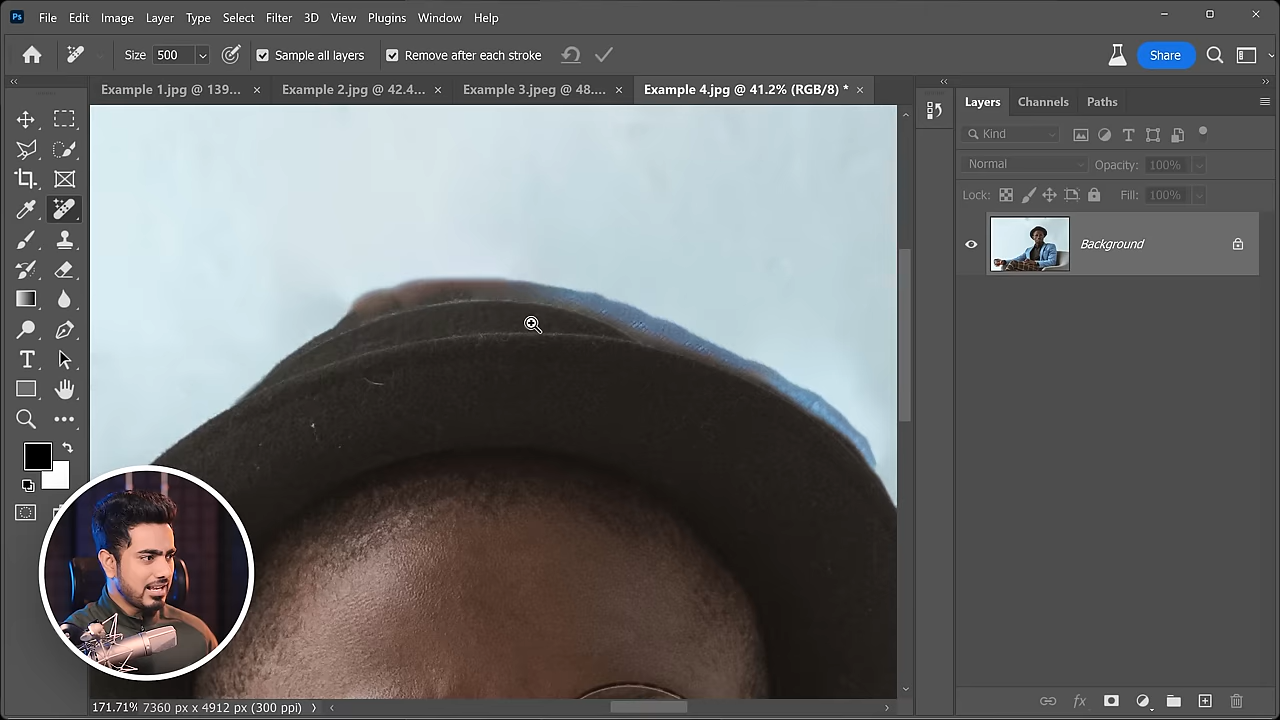 Ps File Edit Image Layer Type Select Filter 3D View Plugins Window Help
Size 500 Sample all layers Remove after each stroke Share
Example 1.jpg @ 139... × Example 2.jpg @ 42.4... × Example 3.jpeg @ 48.... × Example 4.jpg @ 41.2% (RGB/8) * ×
Layers Channels Paths
Kind
Normal Opacity: 100%
Lock: Fill: 100%
Background
fx
171.71% 7360 px x 4912 px (300 ppi)